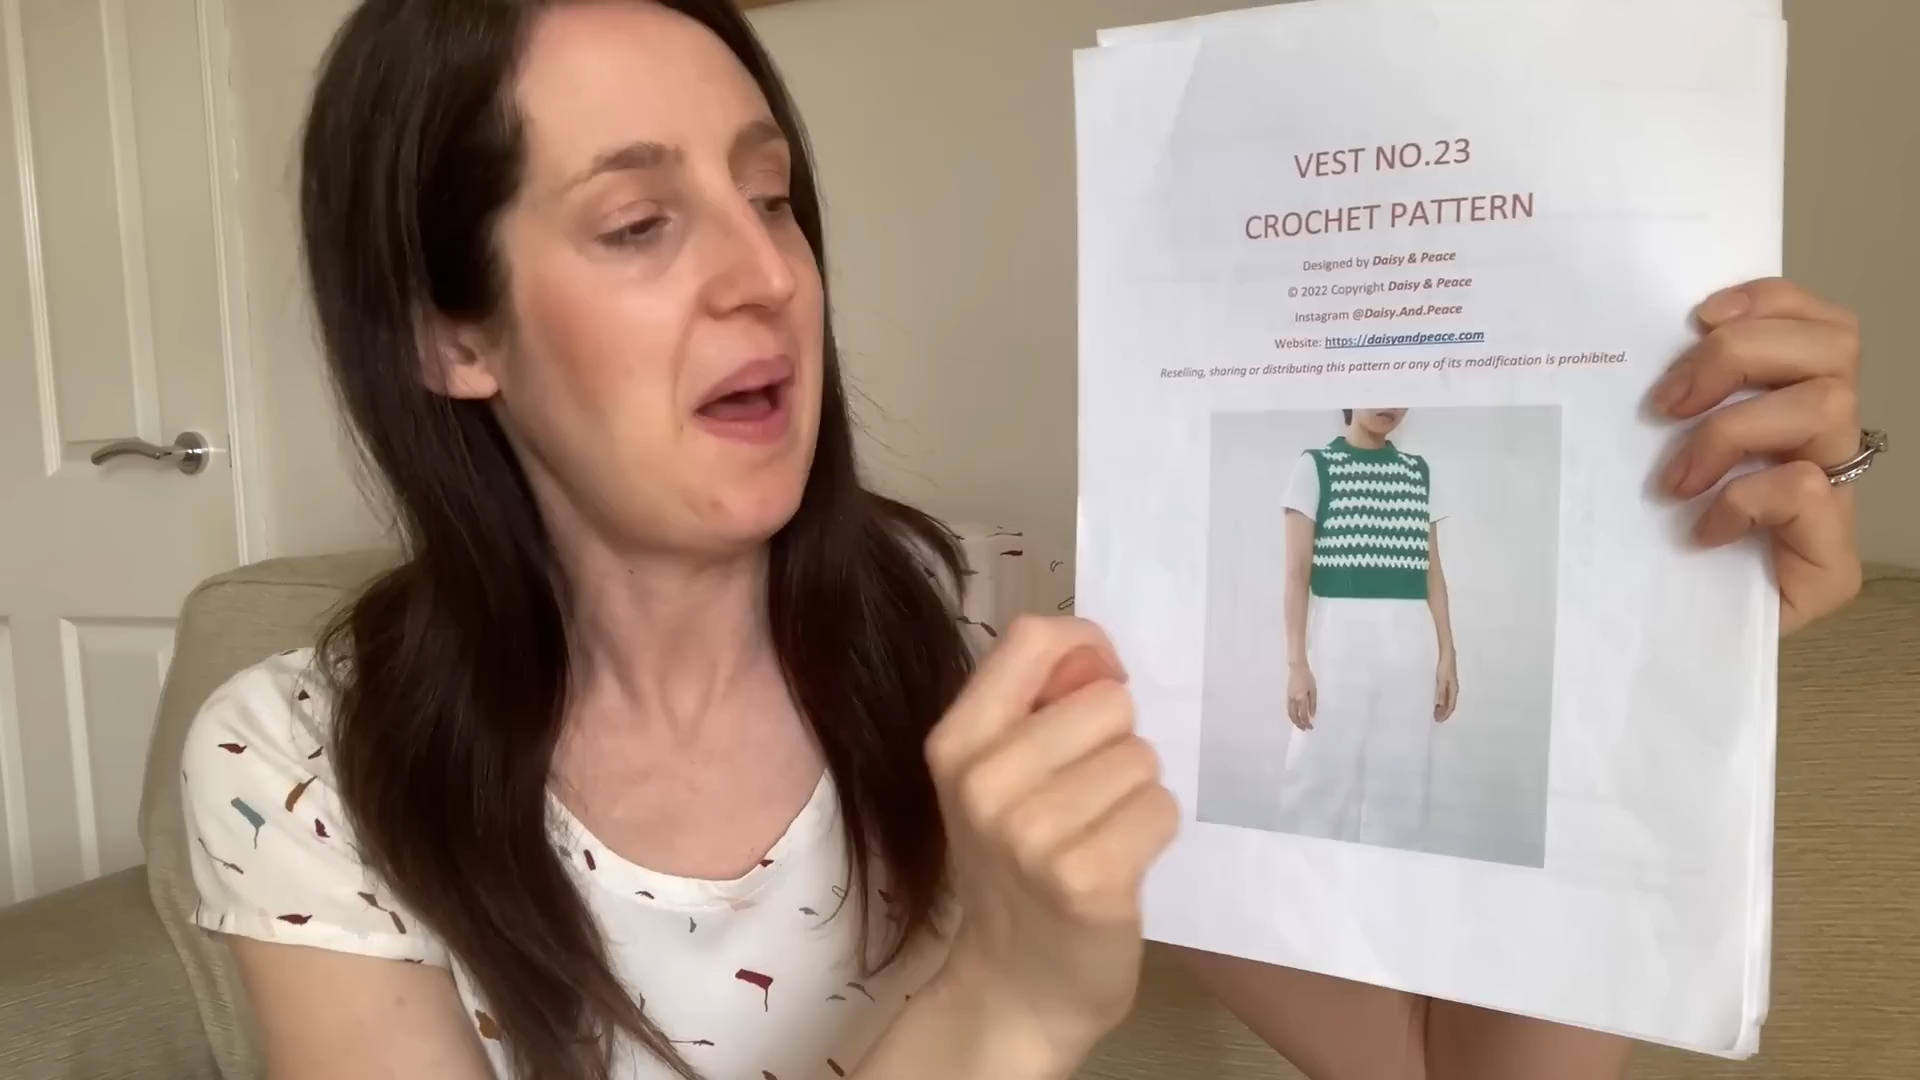 VEST NO.23
CROCHET PATTERN
Designed by Daisy & Peace
© 2022 Copyright Daisy & Peace
Instagram @Daisy.And.Peace
Website: https://daisyandpeace.com
Reselling, sharing or distributing this pattern or any of its modification is prohibited.